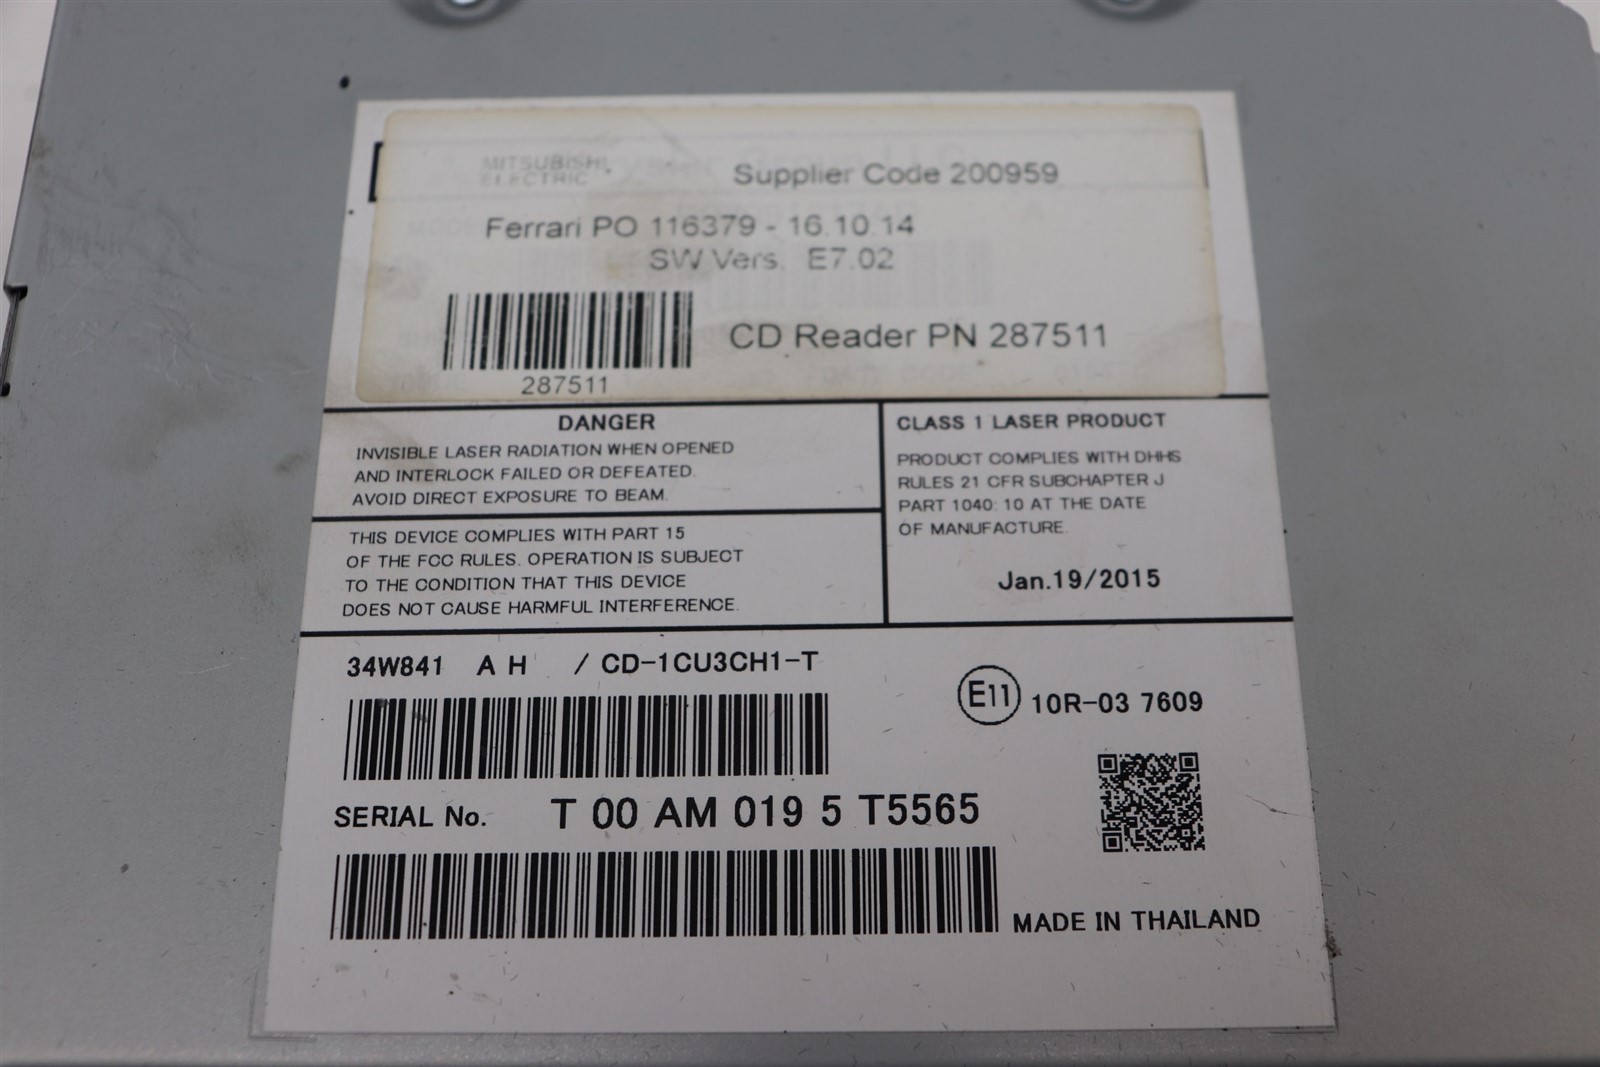 MITSUBISHI
ELECTRIC
Supplier Code 200959
Ferrari PO 116379 - 16.10.14
SW Vers. E7.02
CD Reader PN 287511
287511
DANGER
INVISIBLE LASER RADIATION WHEN OPENED
AND INTERLOCK FAILED OR DEFEATED.
AVOID DIRECT EXPOSURE TO BEAM.
THIS DEVICE COMPLIES WITH PART 15
OF THE FCC RULES. OPERATION IS SUBJECT
TO THE CONDITION THAT THIS DEVICE
DOES NOT CAUSE HARMFUL INTERFERENCE.
CLASS 1 LASER PRODUCT
PRODUCT COMPLIES WITH DHHS
RULES 21 CFR SUBCHAPTER J
PART 1040: 10 AT THE DATE
OF MANUFACTURE.
Jan.19/2015
34W841 A H / CD-1CU3CH1-T
E11 10R-03 7609
SERIAL No. T 00 AM 019 5 T5565
MADE IN THAILAND